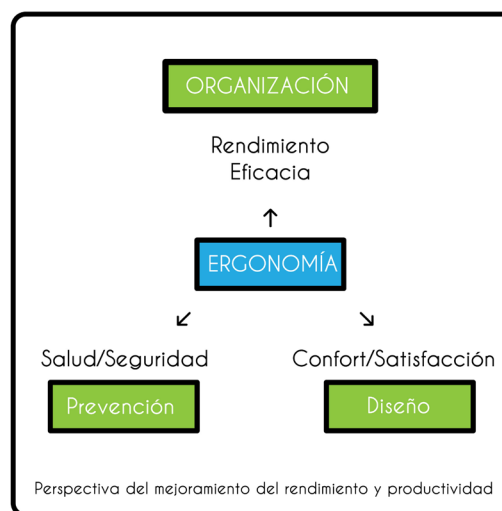 ORGANIZACIÓN
Rendimiento
Eficacia
↑
ERGONOMÍA
↙ ↘
Salud/Seguridad
Prevención
Confort/Satisfacción
Diseño
Perspectiva del mejoramiento del rendimiento y productividad